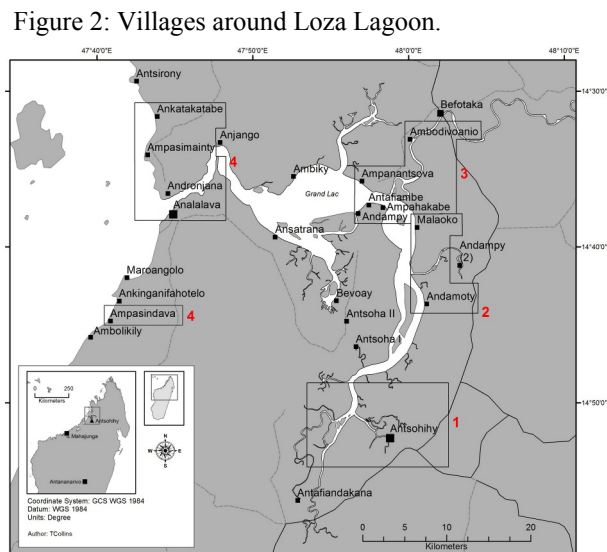 Figure 2: Villages around Loza Lagoon.
47°40'0"E
47°50'0"E
48°0'0"E
48°10'0"E
Antsirony
14°30'0"S
Befotaka
Ankatakatabe
Ambodivoanio
Anjango
Ampasimainty
4
3
Ambiky
Ampanantsova
Andronjana
Grand Lac
Antafiambe
Analalava
Ampahakabe
Andampy
Malaoko
Ansatrana
14°40'0"S
Andampy
(2)
Maroangolo
Ankinganifahotelo
Bevoay
Andamoty
2
Ampasindava
4
Antsoha II
Ambolikily
Antsoha I
14°50'0"S
1
Antsohihy
Antafiandakana
0 250
Kilometers
Antsohihy
Mahajunga
Antananarivo
N
W
E
S
Coordinate System: GCS WGS 1984
Datum: WGS 1984
Units: Degree
Author: TCollins
0 5 10 20
Kilometers